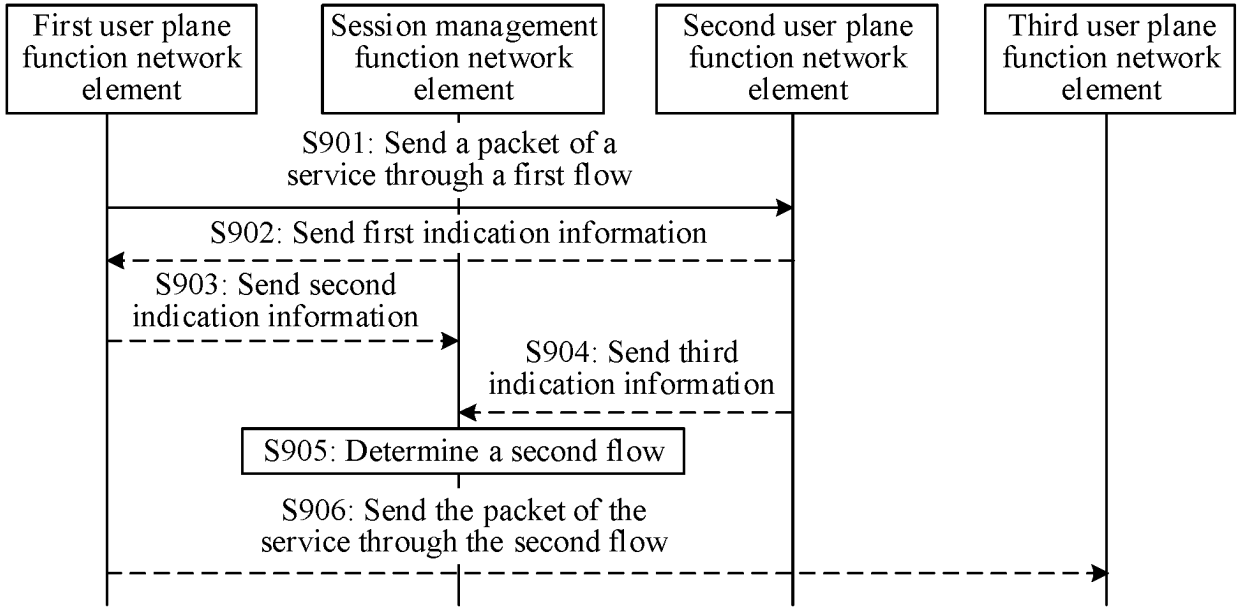 First user plane
function network
element
Session management
function network
element
Second user plane
function network
element
Third user plane
function network
element
S901: Send a packet of a
service through a first flow
S902: Send first indication information
S903: Send second
indication information
S904: Send third
indication information
S905: Determine a second flow
S906: Send the packet of the
service through the second flow